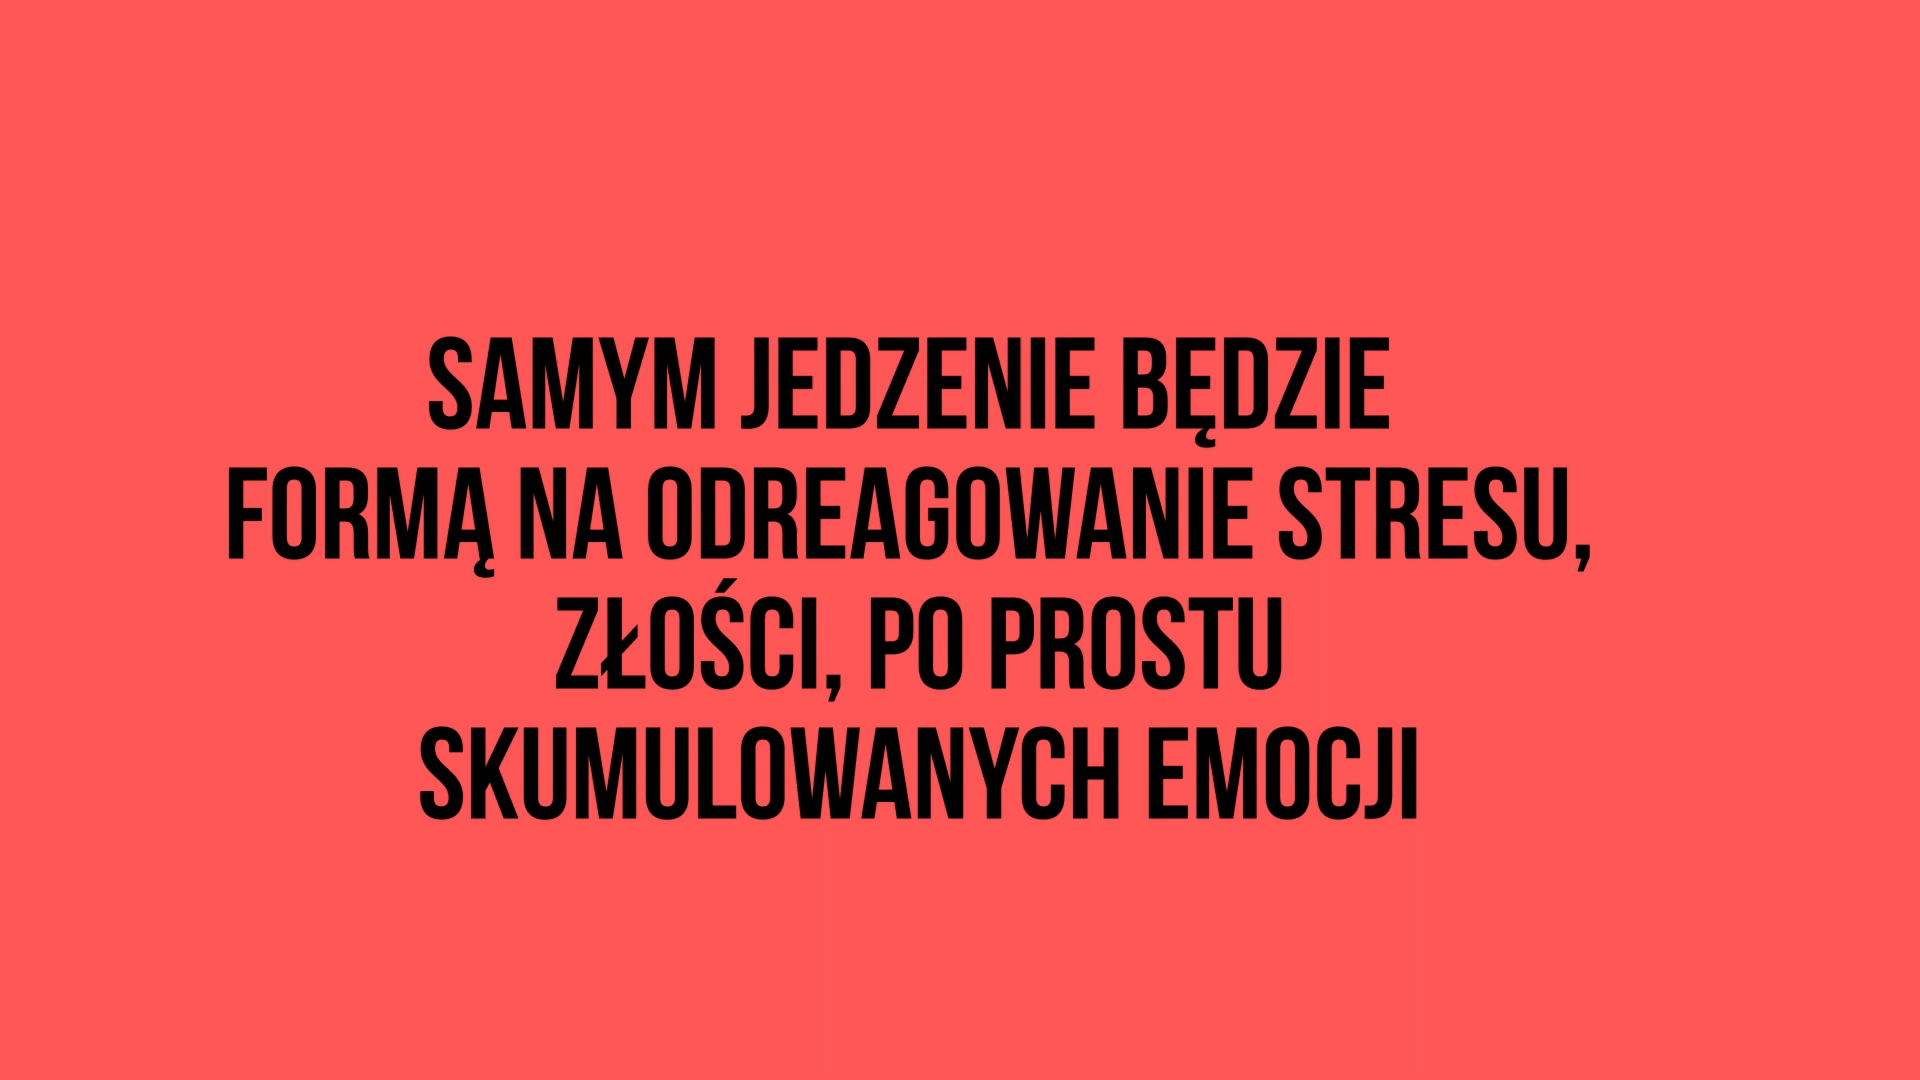 SAMYM JEDZENIE BĘDZIE
FORMĄ NA ODREAGOWANIE STRESU,
ZŁOŚCI, PO PROSTU
SKUMULOWANYCH EMOCJI